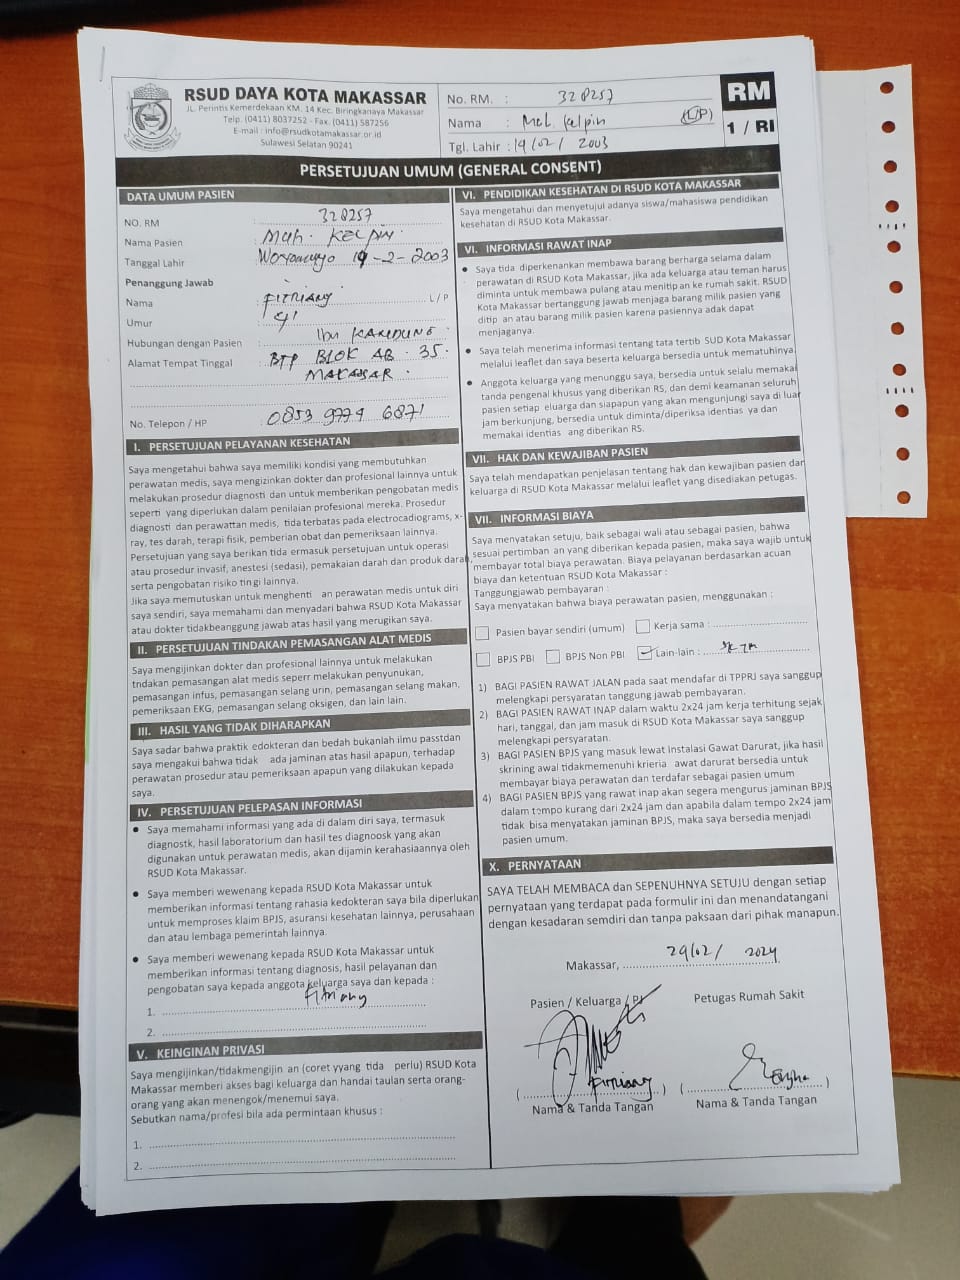 RSUD DAYA KOTA MAKASSAR
JL. Perintis Kemerdekaan KM. 14 Kec. Biringkanaya Makassar
Telp. (0411) 8037252 - Fax. (0411) 587256
E-mail : info@rsudkotamakassar.or.id
Sulawesi Selatan 90241
No. RM. : 328257
Nama : Muh. Kelpin (L/P)
Tgl. Lahir : 19/02/ 2003
RM
1 / RI
PERSETUJUAN UMUM (GENERAL CONSENT)
DATA UMUM PASIEN
NO. RM : 328257
Nama Pasien : Muh. KELPIN
Tanggal Lahir : 19-2-2003
Penanggung Jawab
Nama : FITRIANY L / P
Umur : 41
Hubungan dengan Pasien : Ibu KANDUNG
Alamat Tempat Tinggal : BTP BLOK AB. 35.
MAKASSAR.
No. Telepon / HP : 0853 9779 6871
I. PERSETUJUAN PELAYANAN KESEHATAN
Saya mengetahui bahwa saya memiliki kondisi yang membutuhkan
perawatan medis, saya mengizinkan dokter dan profesional lainnya untuk
melakukan prosedur diagnosti dan untuk memberikan pengobatan medis
seperti yang diperlukan dalam penilaian profesional mereka. Prosedur
diagnosti dan perawattan medis, tida terbatas pada electrocadiograms, x-
ray, tes darah, terapi fisik, pemberian obat dan pemeriksaan lainnya.
Persetujuan yang saya berikan tida ermasuk persetujuan untuk operasi
atau prosedur invasif, anestesi (sedasi), pemakaian darah dan produk darah,
serta pengobatan risiko tin gi lainnya.
Jika saya memutuskan untuk menghenti an perawatan medis untuk diri
saya sendiri, saya memahami dan menyadari bahwa RSUD Kota Makassar
atau dokter tidakbeanggung jawab atas hasil yang merugikan saya.
II. PERSETUJUAN TINDAKAN PEMASANGAN ALAT MEDIS
Saya mengijinkan dokter dan profesional lainnya untuk melakukan
tndakan pemasangan alat medis seperr melakukan penyunukan,
pemasangan infus, pemasangan selang urin, pemasangan selang makan,
pemeriksaan EKG, pemasangan selang oksigen, dan lain lain.
III. HASIL YANG TIDAK DIHARAPKAN
Saya sadar bahwa praktik edokteran dan bedah bukanlah ilmu passtdan
saya mengakui bahwa tidak ada jaminan atas hasil apapun, terhadap
perawatan prosedur atau pemeriksaan apapun yang dilakukan kepada
saya.
IV. PERSETUJUAN PELEPASAN INFORMASI
• Saya memahami informasi yang ada di dalam diri saya, termasuk
diagnostk, hasil laboratorium dan hasil tes diagnoosk yang akan
digunakan untuk perawatan medis, akan dijamin kerahasiaannya oleh
RSUD Kota Makassar.
• Saya memberi wewenang kepada RSUD Kota Makassar untuk
memberikan informasi tentang rahasia kedokteran saya bila diperlukan
untuk memproses klaim BPJS, asuransi kesehatan lainnya, perusahaan
dan atau lembaga pemerintah lainnya.
• Saya memberi wewenang kepada RSUD Kota Makassar untuk
memberikan informasi tentang diagnosis, hasil pelayanan dan
pengobatan saya kepada anggota keluarga saya dan kepada :
1. Fitriany
2.
V. KEINGINAN PRIVASI
Saya mengijinkan/tidakmengijin an (coret yyang tida perlu) RSUD Kota
Makassar memberi akses bagi keluarga dan handai taulan serta orang-
orang yang akan menengok/menemui saya.
Sebutkan nama/profesi bila ada permintaan khusus :
1.
2.
VI. PENDIDIKAN KESEHATAN DI RSUD KOTA MAKASSAR
Saya mengetahui dan menyetujui adanya siswa/mahasiswa pendidikan
kesehatan di RSUD Kota Makassar.
VI. INFORMASI RAWAT INAP
• Saya tida diperkenankan membawa barang berharga selama dalam
perawatan di RSUD Kota Makassar, jika ada keluarga atau teman harus
diminta untuk membawa pulang atau menitip an ke rumah sakit. RSUD
Kota Makassar bertanggung jawab menjaga barang milik pasien yang
ditip an atau barang milik pasien karena pasiennya adak dapat
menjaganya.
• Saya telah menerima informasi tentang tata tertib SUD Kota Makassar
melalui leaflet dan saya beserta keluarga bersedia untuk mematuhinya
• Anggota keluarga yang menunggu saya, bersedia untuk selalu memakai
tanda pengenal khusus yang diberikan RS, dan demi keamanan seluruh
pasien setiap eluarga dan siapapun yang akan mengunjungi saya di luar
jam berkunjung, bersedia untuk diminta/diperiksa identias ya dan
memakai identias ang diberikan RS.
VII. HAK DAN KEWAJIBAN PASIEN
Saya telah mendapatkan penjelasan tentang hak dan kewajiban pasien dan
keluarga di RSUD Kota Makassar melalui leaflet yang disediakan petugas.
VII. INFORMASI BIAYA
Saya menyatakan setuju, baik sebagai wali atau sebagai pasien, bahwa
sesuai pertimban an yang diberikan kepada pasien, maka saya wajib untuk
membayar total biaya perawatan. Biaya pelayanan berdasarkan acuan
biaya dan ketentuan RSUD Kota Makassar :
Tanggungjawab pembayaran :
Saya menyatakan bahwa biaya perawatan pasien, menggunakan :
Pasien bayar sendiri (umum) Kerja sama :
BPJS PBI BPJS Non PBI Lain-lain :
1) BAGI PASIEN RAWAT JALAN pada saat mendafar di TPPRJ saya sanggup
melengkapi persyaratan tanggung jawab pembayaran.
2) BAGI PASIEN RAWAT INAP dalam waktu 2x24 jam kerja terhitung sejak
hari, tanggal, dan jam masuk di RSUD Kota Makassar saya sanggup
melengkapi persyaratan.
3) BAGI PASIEN BPJS yang masuk lewat Instalasi Gawat Darurat, jika hasil
skrining awal tidakmemenuhi krieria awat darurat bersedia untuk
membayar biaya perawatan dan terdafar sebagai pasien umum
4) BAGI PASIEN BPJS yang rawat inap akan segera mengurus jaminan BPJS
dalam tempo kurang dari 2x24 jam dan apabila dalam tempo 2x24 jam
tidak bisa menyatakan jaminan BPJS, maka saya bersedia menjadi
pasien umum.
X. PERNYATAAN
SAYA TELAH MEMBACA dan SEPENUHNYA SETUJU dengan setiap
pernyataan yang terdapat pada formulir ini dan menandatangani
dengan kesadaran semdiri dan tanpa paksaan dari pihak manapun.
Makassar, 29/02/ 2024
Pasien / Keluarga / PJ Petugas Rumah Sakit
(Fitriany) ( )
Nama & Tanda Tangan Nama & Tanda Tangan